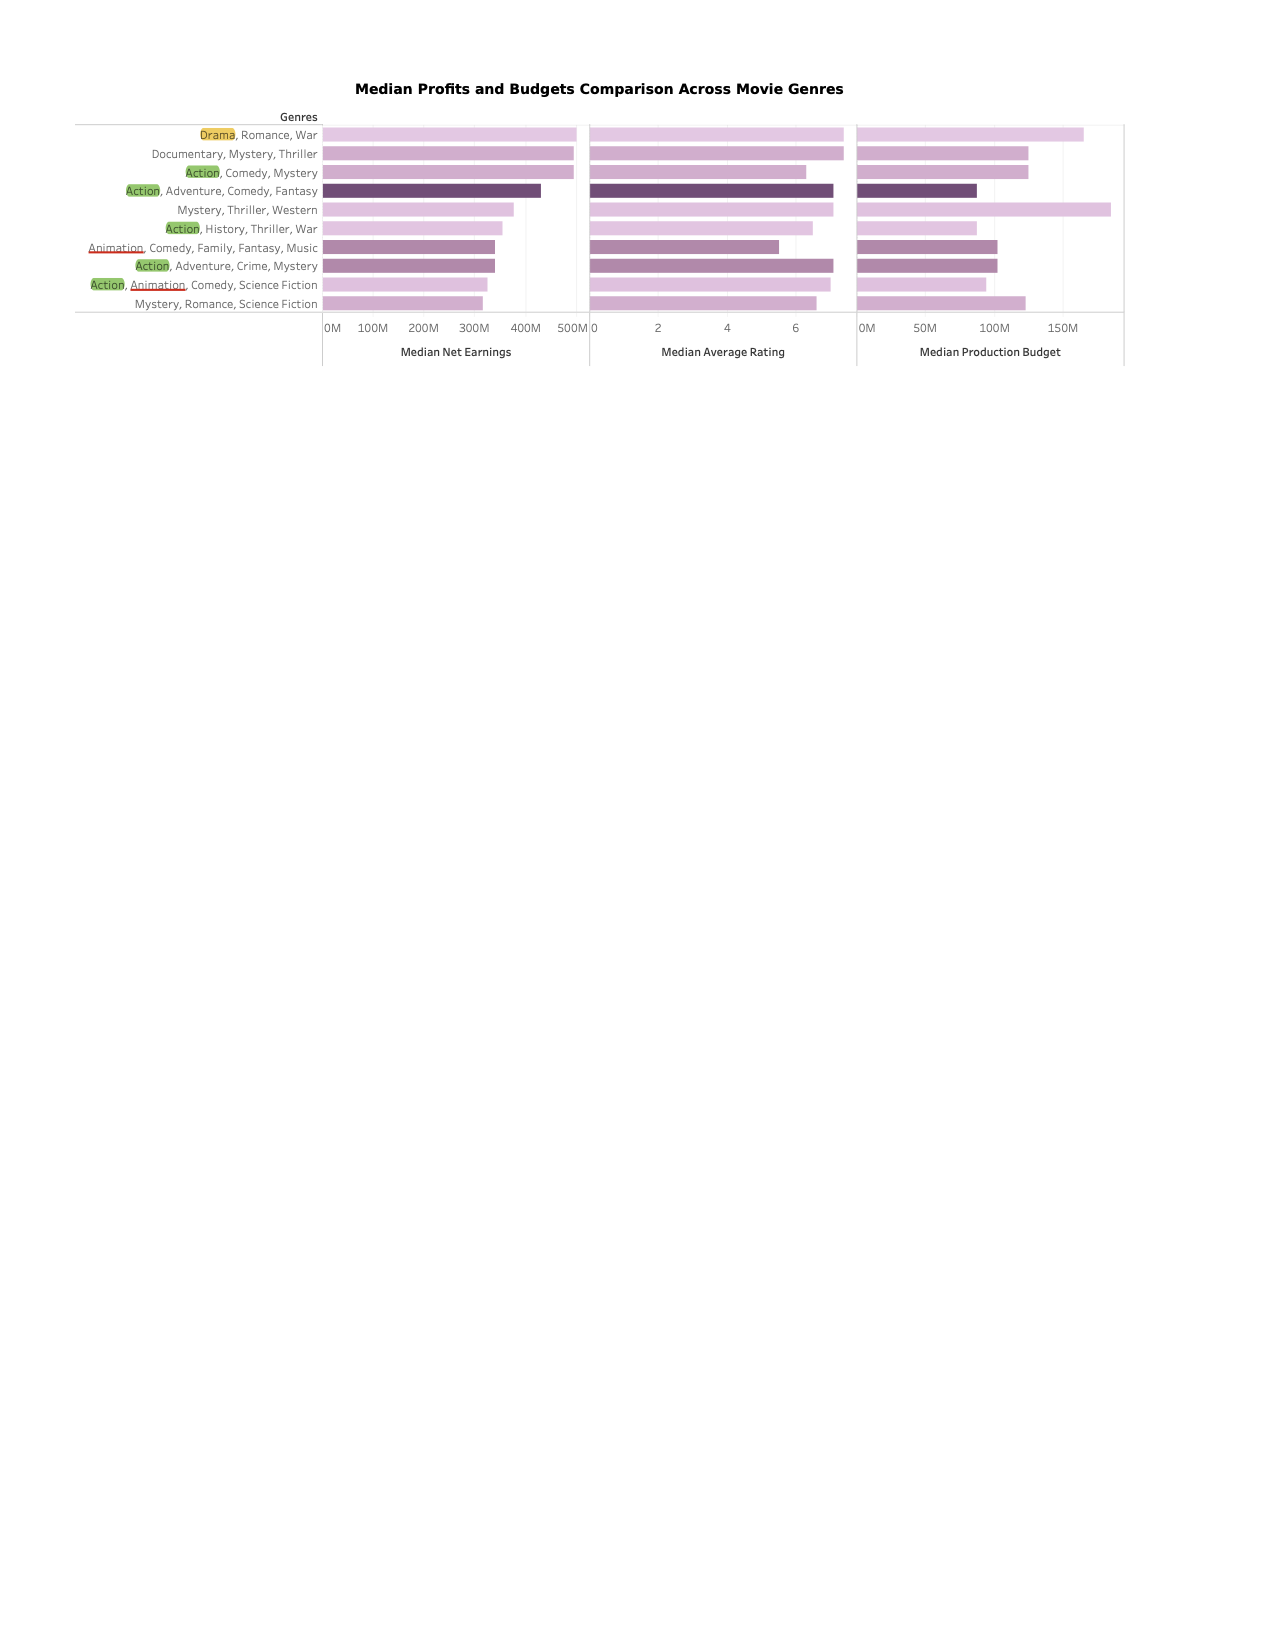 Median Profits and Budgets Comparison Across Movie Genres
Genres
Drama, Romance, War
Documentary, Mystery, Thriller
Action, Comedy, Mystery
Action, Adventure, Comedy, Fantasy
Mystery, Thriller, Western
Action, History, Thriller, War
Animation, Comedy, Family, Fantasy, Music
Action, Adventure, Crime, Mystery
Action, Animation, Comedy, Science Fiction
Mystery, Romance, Science Fiction
0M 100M 200M 300M 400M 500M 0 2 4 6 0M 50M 100M 150M
Median Net Earnings Median Average Rating Median Production Budget